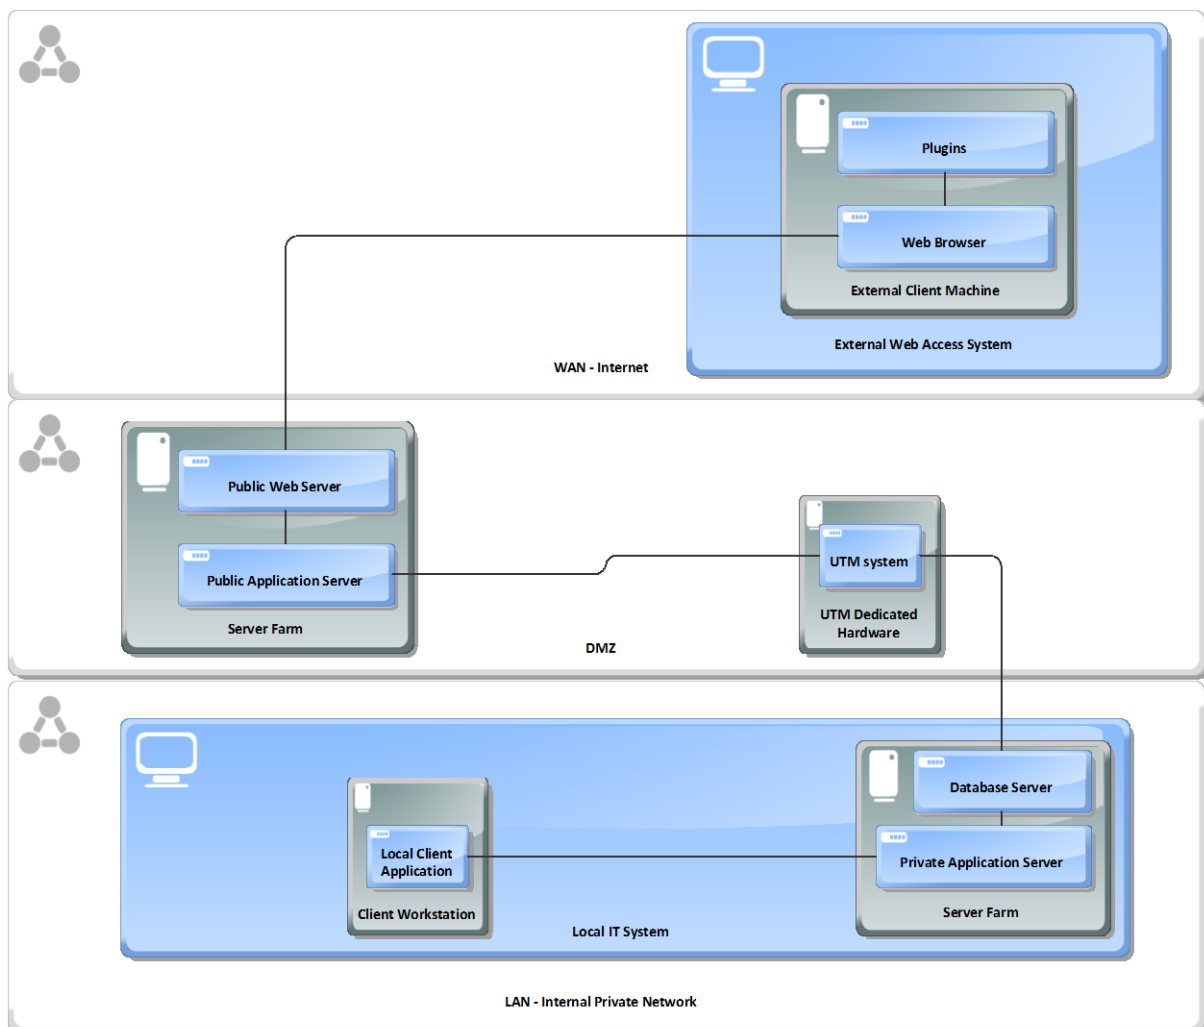 Plugins
Web Browser
External Client Machine
External Web Access System
WAN - Internet
Public Web Server
Public Application Server
Server Farm
UTM system
UTM Dedicated
Hardware
DMZ
Database Server
Local Client
Application
Private Application Server
Client Workstation
Server Farm
Local IT System
LAN - Internal Private Network